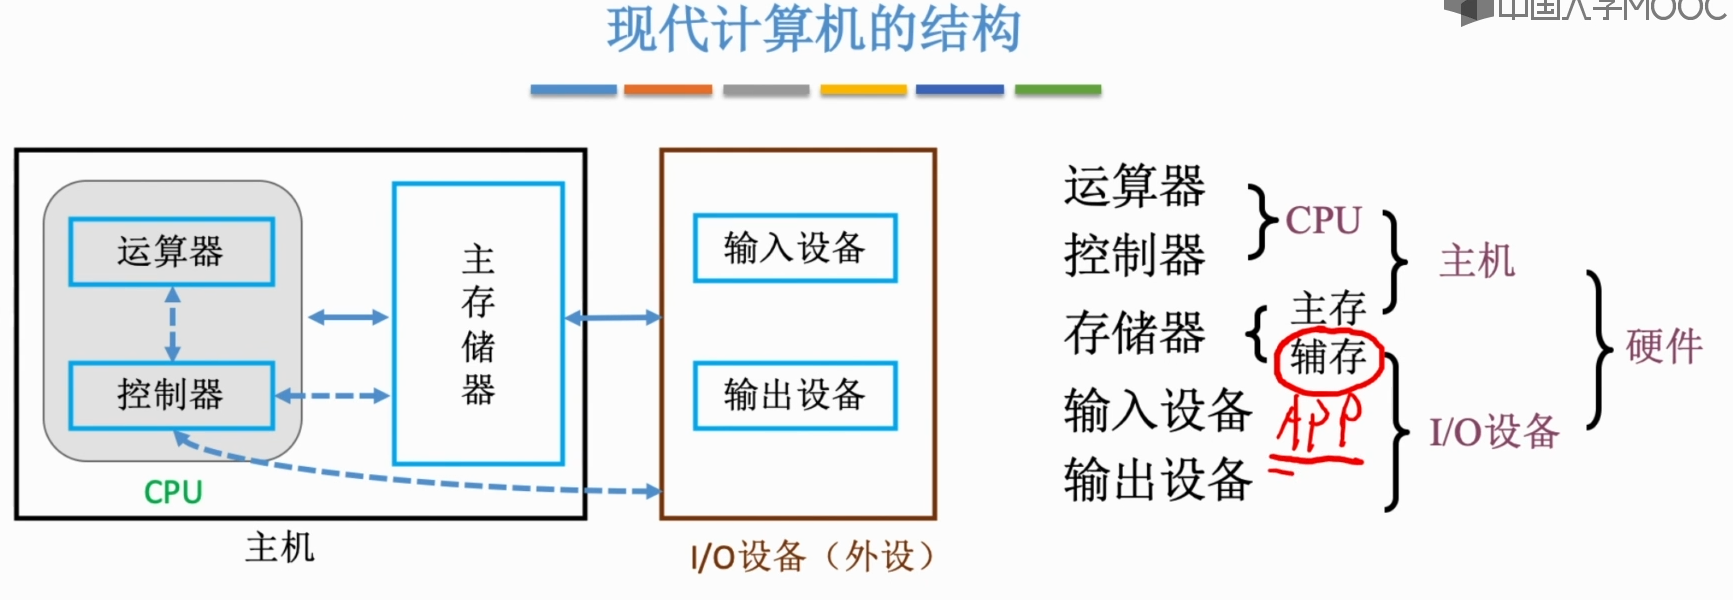 现代计算机的结构
中国大学MOOC
运算器
控制器
CPU
主机
主存储器
输入设备
输出设备
I/O设备（外设）
运算器
控制器
CPU
主机
存储器
主存
辅存
APP
输入设备
输出设备
I/O设备
硬件